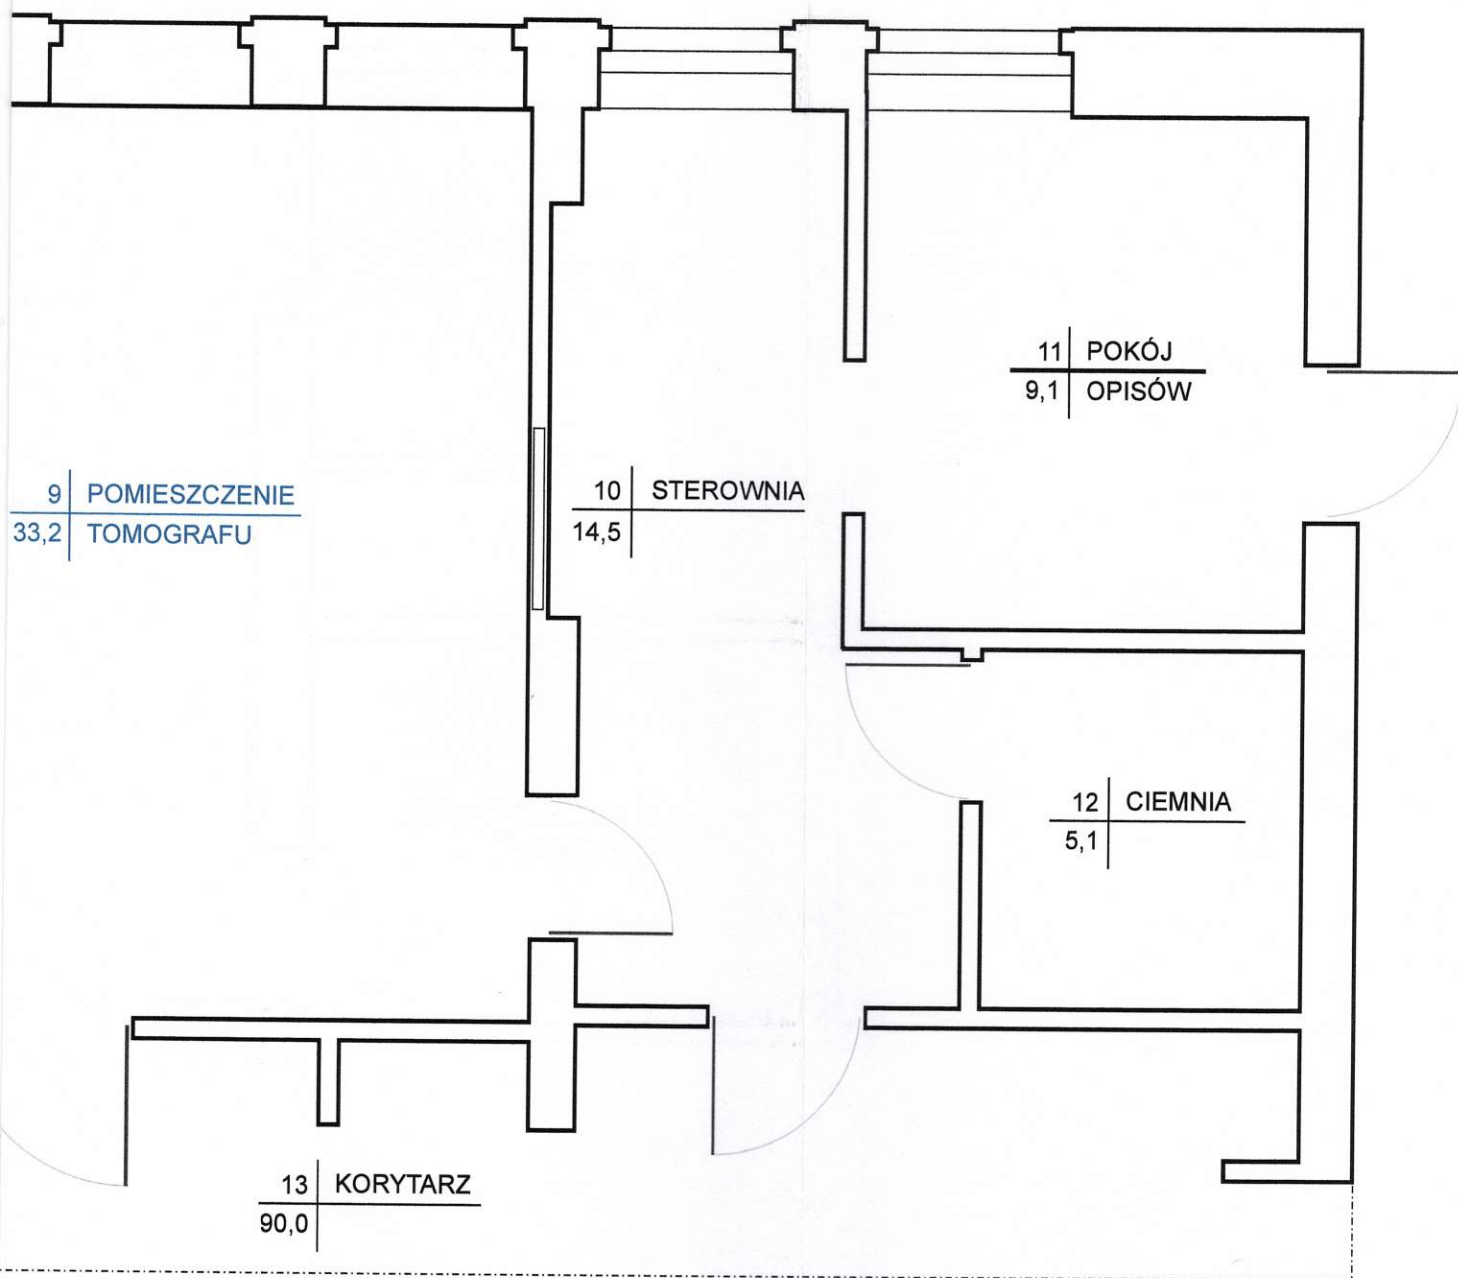 11 POKÓJ
9,1 OPISÓW
9 POMIESZCZENIE
33,2 TOMOGRAFU
10 STEROWNIA
14,5
12 CIEMNIA
5,1
13 KORYTARZ
90,0